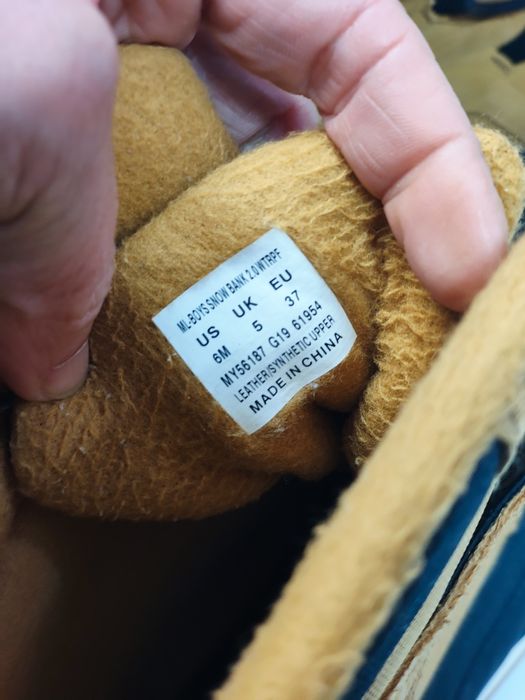 ML-BOYS SNOW BANK 2.0 WTRPF
US UK EU
6M 5 37
MY56187 G19 61954
LEATHER/SYNTHETIC UPPER
MADE IN CHINA